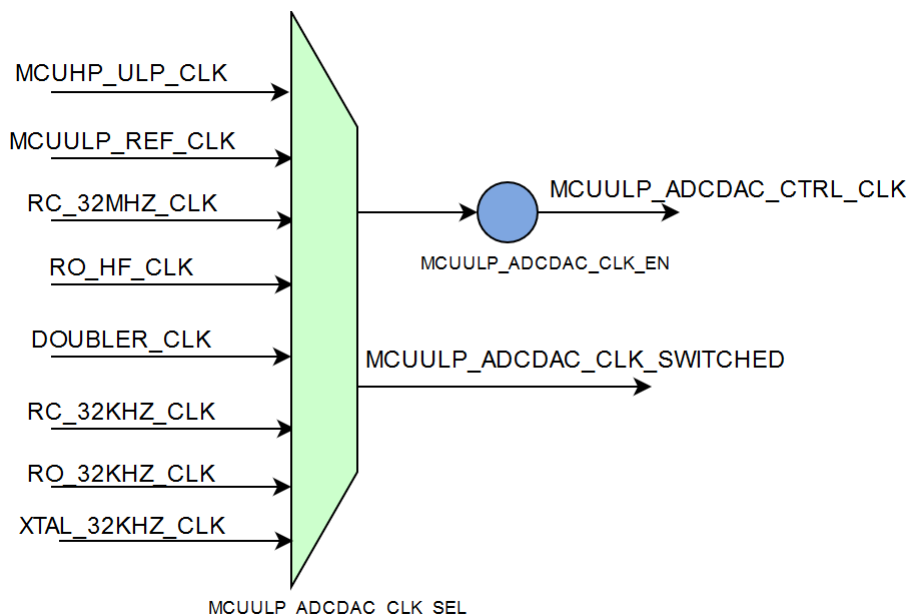 MCUHP_ULP_CLK
MCUULP_REF_CLK
RC_32MHZ_CLK
RO_HF_CLK
DOUBLER_CLK
RC_32KHZ_CLK
RO_32KHZ_CLK
XTAL_32KHZ_CLK
MCUULP_ADCDAC_CTRL_CLK
MCUULP_ADCDAC_CLK_EN
MCUULP_ADCDAC_CLK_SWITCHED
MCUULP_ADCDAC_CLK_SEL